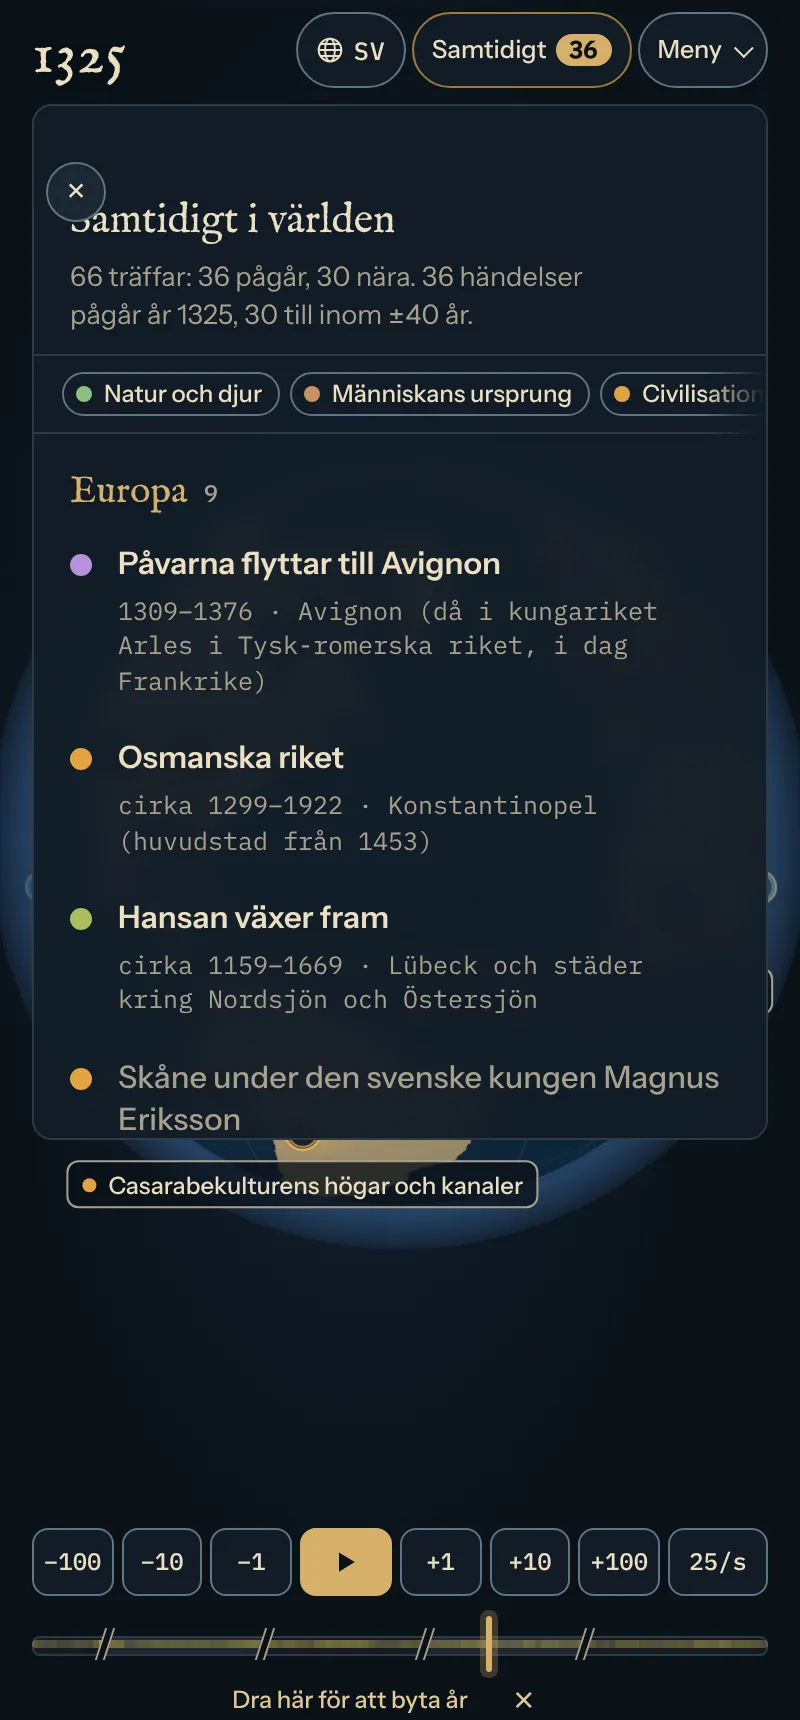 1325
SV
Samtidigt 36
Meny
×
Samtidigt i världen
66 träffar: 36 pågår, 30 nära. 36 händelser
pågår år 1325, 30 till inom ±40 år.
Natur och djur
Människans ursprung
Civilisation
Europa 9
Påvarna flyttar till Avignon
1309–1376 · Avignon (då i kungariket
Arles i Tysk-romerska riket, i dag
Frankrike)
Osmanska riket
cirka 1299–1922 · Konstantinopel
(huvudstad från 1453)
Hansan växer fram
cirka 1159–1669 · Lübeck och städer
kring Nordsjön och Östersjön
Skåne under den svenske kungen Magnus
Eriksson
Casarabekulturens högar och kanaler
−100 −10 −1 +1 +10 +100 25/s
Dra här för att byta år ×